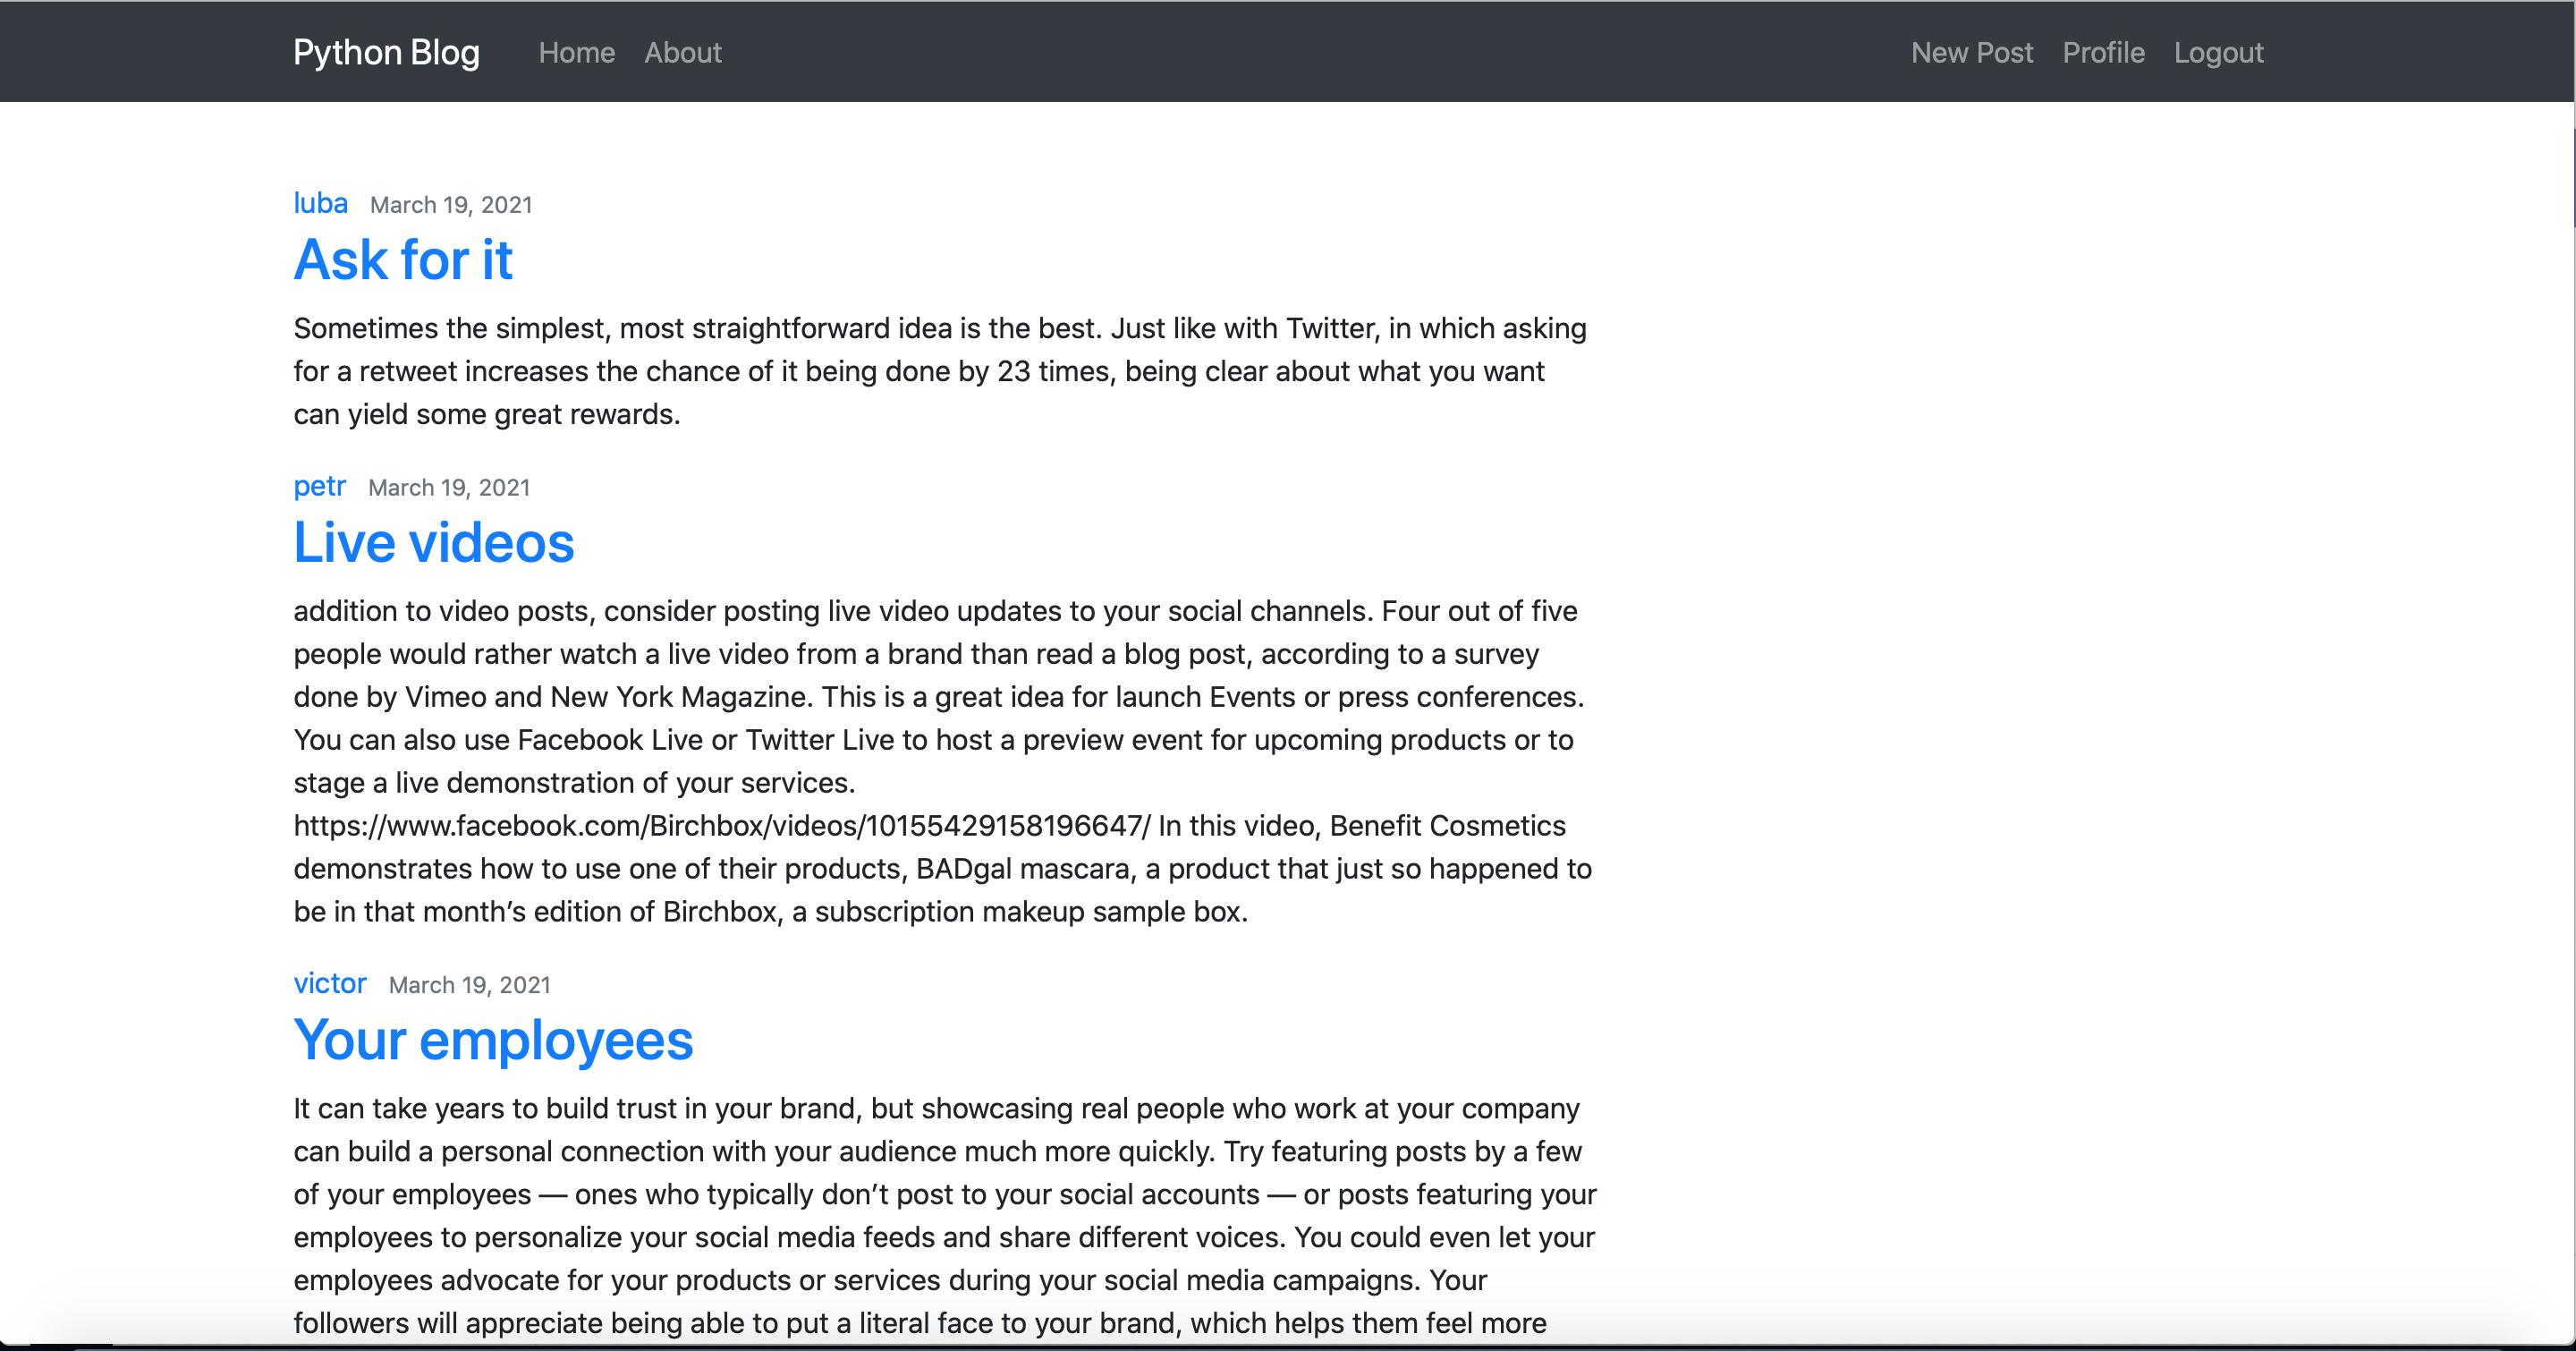 Python Blog Home About New Post Profile Logout
luba March 19, 2021
Ask for it
Sometimes the simplest, most straightforward idea is the best. Just like with Twitter, in which asking
for a retweet increases the chance of it being done by 23 times, being clear about what you want
can yield some great rewards.
petr March 19, 2021
Live videos
addition to video posts, consider posting live video updates to your social channels. Four out of five
people would rather watch a live video from a brand than read a blog post, according to a survey
done by Vimeo and New York Magazine. This is a great idea for launch Events or press conferences.
You can also use Facebook Live or Twitter Live to host a preview event for upcoming products or to
stage a live demonstration of your services.
https://www.facebook.com/Birchbox/videos/10155429158196647/ In this video, Benefit Cosmetics
demonstrates how to use one of their products, BADgal mascara, a product that just so happened to
be in that month’s edition of Birchbox, a subscription makeup sample box.
victor March 19, 2021
Your employees
It can take years to build trust in your brand, but showcasing real people who work at your company
can build a personal connection with your audience much more quickly. Try featuring posts by a few
of your employees — ones who typically don’t post to your social accounts — or posts featuring your
employees to personalize your social media feeds and share different voices. You could even let your
employees advocate for your products or services during your social media campaigns. Your
followers will appreciate being able to put a literal face to your brand, which helps them feel more